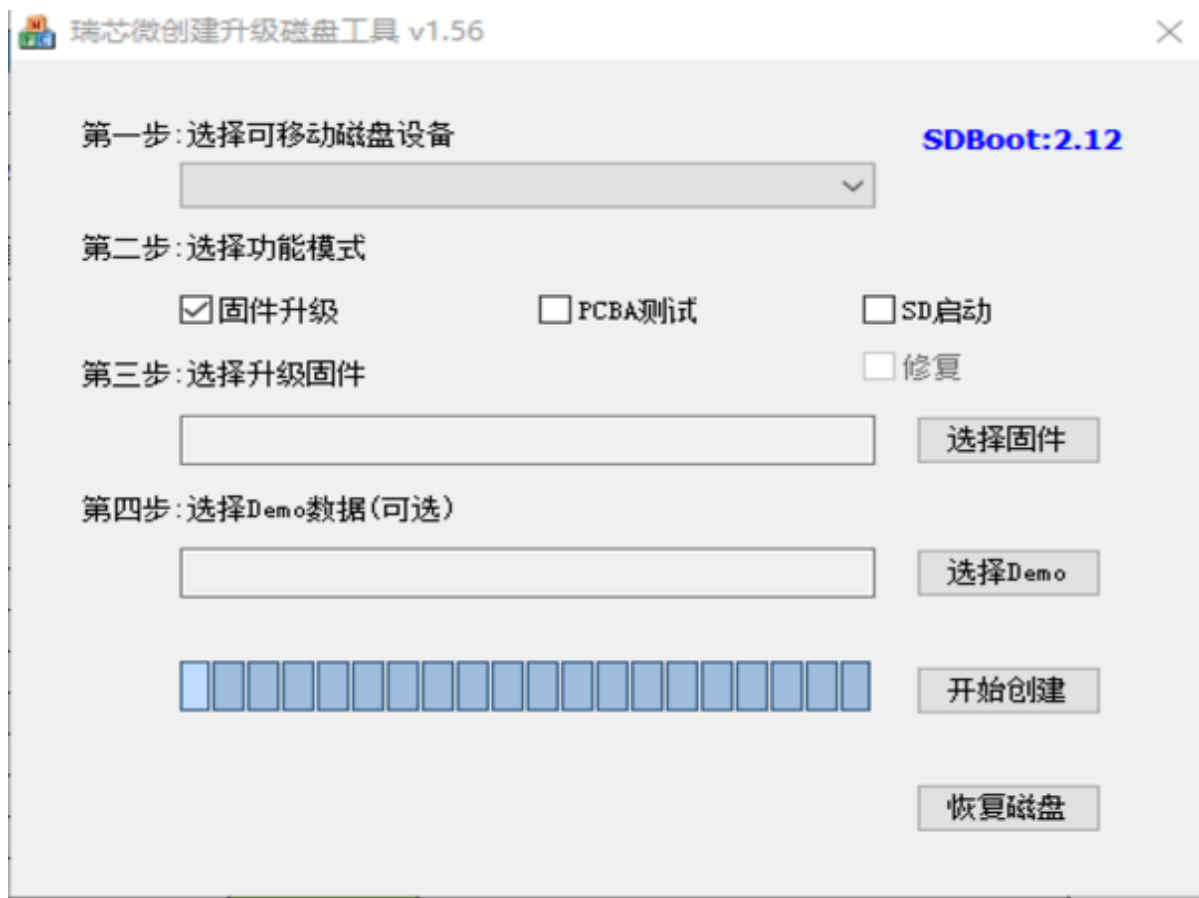 瑞芯微创建升级磁盘工具 v1.56
第一步:选择可移动磁盘设备
SDBoot:2.12
第二步:选择功能模式
固件升级
PCBA测试
SD启动
修复
第三步:选择升级固件
选择固件
第四步:选择Demo数据(可选)
选择Demo
开始创建
恢复磁盘